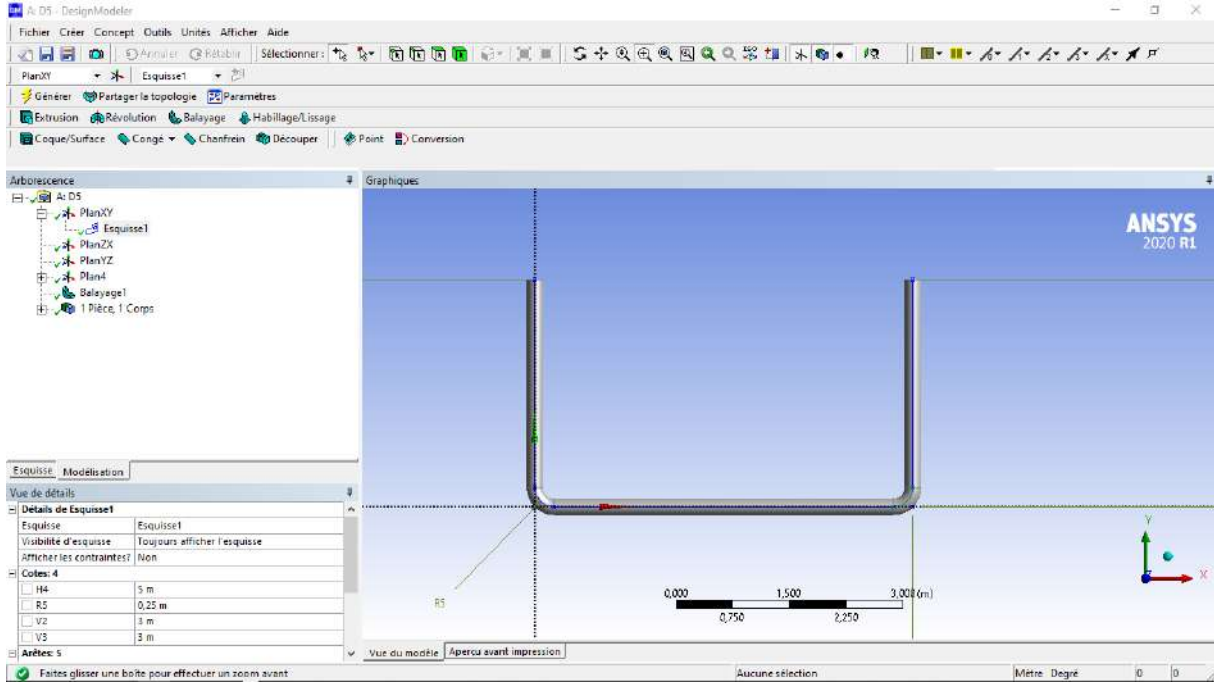 A: D5 - DesignModeler
Fichier Créer Concept Outils Unités Afficher Aide
Annuler Rétablir Sélectionner:
PlanXY Esquisse1
Générer Partager la topologie Paramètres
Extrusion Révolution Balayage Habillage/Lissage
Coque/Surface Congé Chanfrein Découper Point Conversion
Arborescence
A: D5
PlanXY
Esquisse1
PlanZX
PlanYZ
Plan4
Balayage1
1 Pièce, 1 Corps
Esquisse Modélisation
Vue de détails
Détails de Esquisse1
Esquisse Esquisse1
Visibilité d'esquisse Toujours afficher l'esquisse
Afficher les contraintes? Non
Cotes: 4
H4 5 m
R5 0,25 m
V2 3 m
V3 3 m
Arêtes: 5
Graphiques
ANSYS
2020 R1
R5
0,000 1,500 3,000 (m)
0,750 2,250
Y
X
Vue du modèle Aperçu avant impression
Faites glisser une boîte pour effectuer un zoom avant Aucune sélection Mètre Degré 0 0